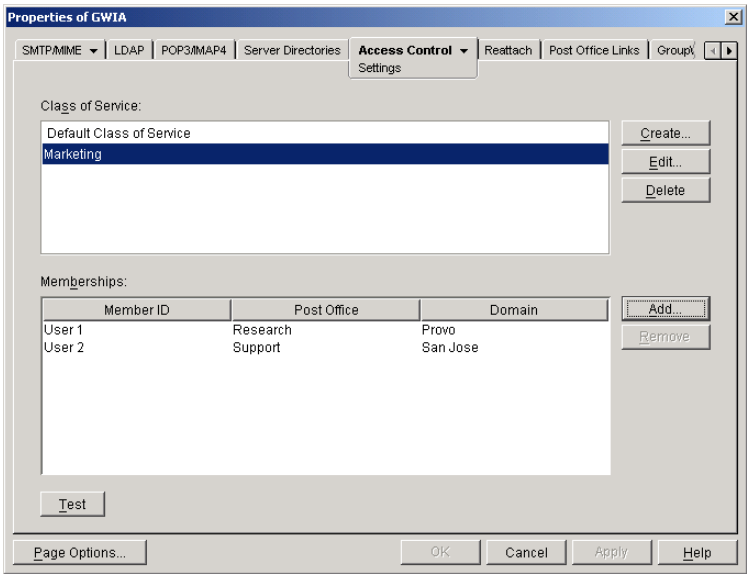 Properties of GWIA
SMTP/MIME LDAP POP3/IMAP4 Server Directories Access Control Reattach Post Office Links
Settings
Class of Service:
Default Class of Service
Create...
Marketing
Edit...
Delete
Memberships:
Member ID Post Office Domain
Add...
User 1 Research Provo
Remove
User 2 Support San Jose
Test
Page Options... OK Cancel Apply Help